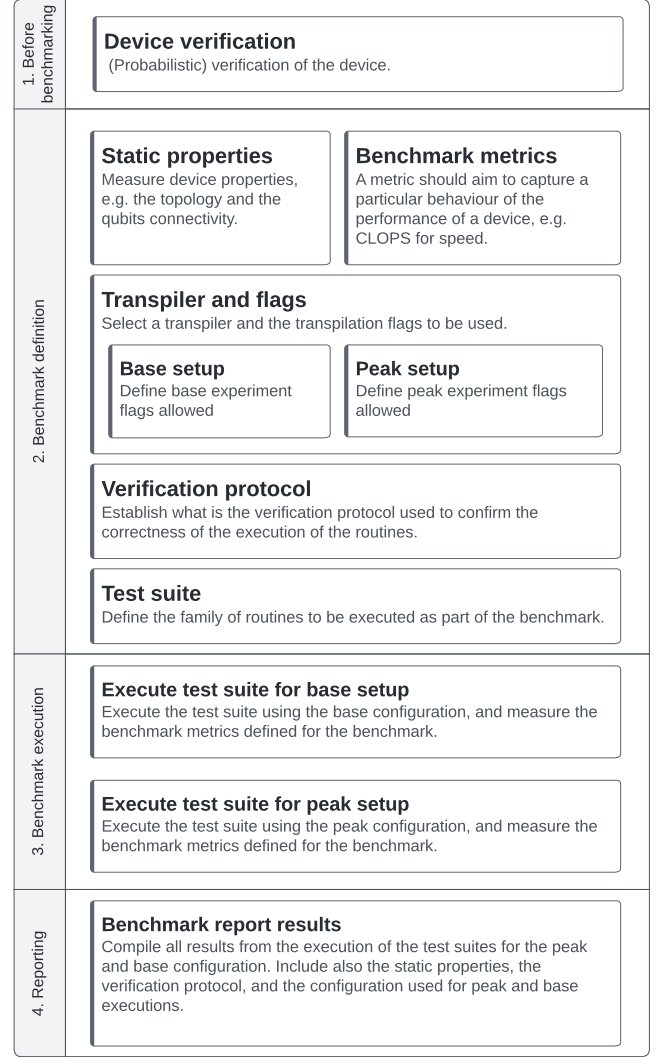 1. Before
benchmarking
Device verification
(Probabilistic) verification of the device.
2. Benchmark definition
Static properties
Measure device properties,
e.g. the topology and the
qubits connectivity.
Benchmark metrics
A metric should aim to capture a
particular behaviour of the
performance of a device, e.g.
CLOPS for speed.
Transpiler and flags
Select a transpiler and the transpilation flags to be used.
Base setup
Define base experiment
flags allowed
Peak setup
Define peak experiment flags
allowed
Verification protocol
Establish what is the verification protocol used to confirm the
correctness of the execution of the routines.
Test suite
Define the family of routines to be executed as part of the benchmark.
3. Benchmark execution
Execute test suite for base setup
Execute the test suite using the base configuration, and measure the
benchmark metrics defined for the benchmark.
Execute test suite for peak setup
Execute the test suite using the peak configuration, and measure the
benchmark metrics defined for the benchmark.
4. Reporting
Benchmark report results
Compile all results from the execution of the test suites for the peak
and base configuration. Include also the static properties, the
verification protocol, and the configuration used for peak and base
executions.